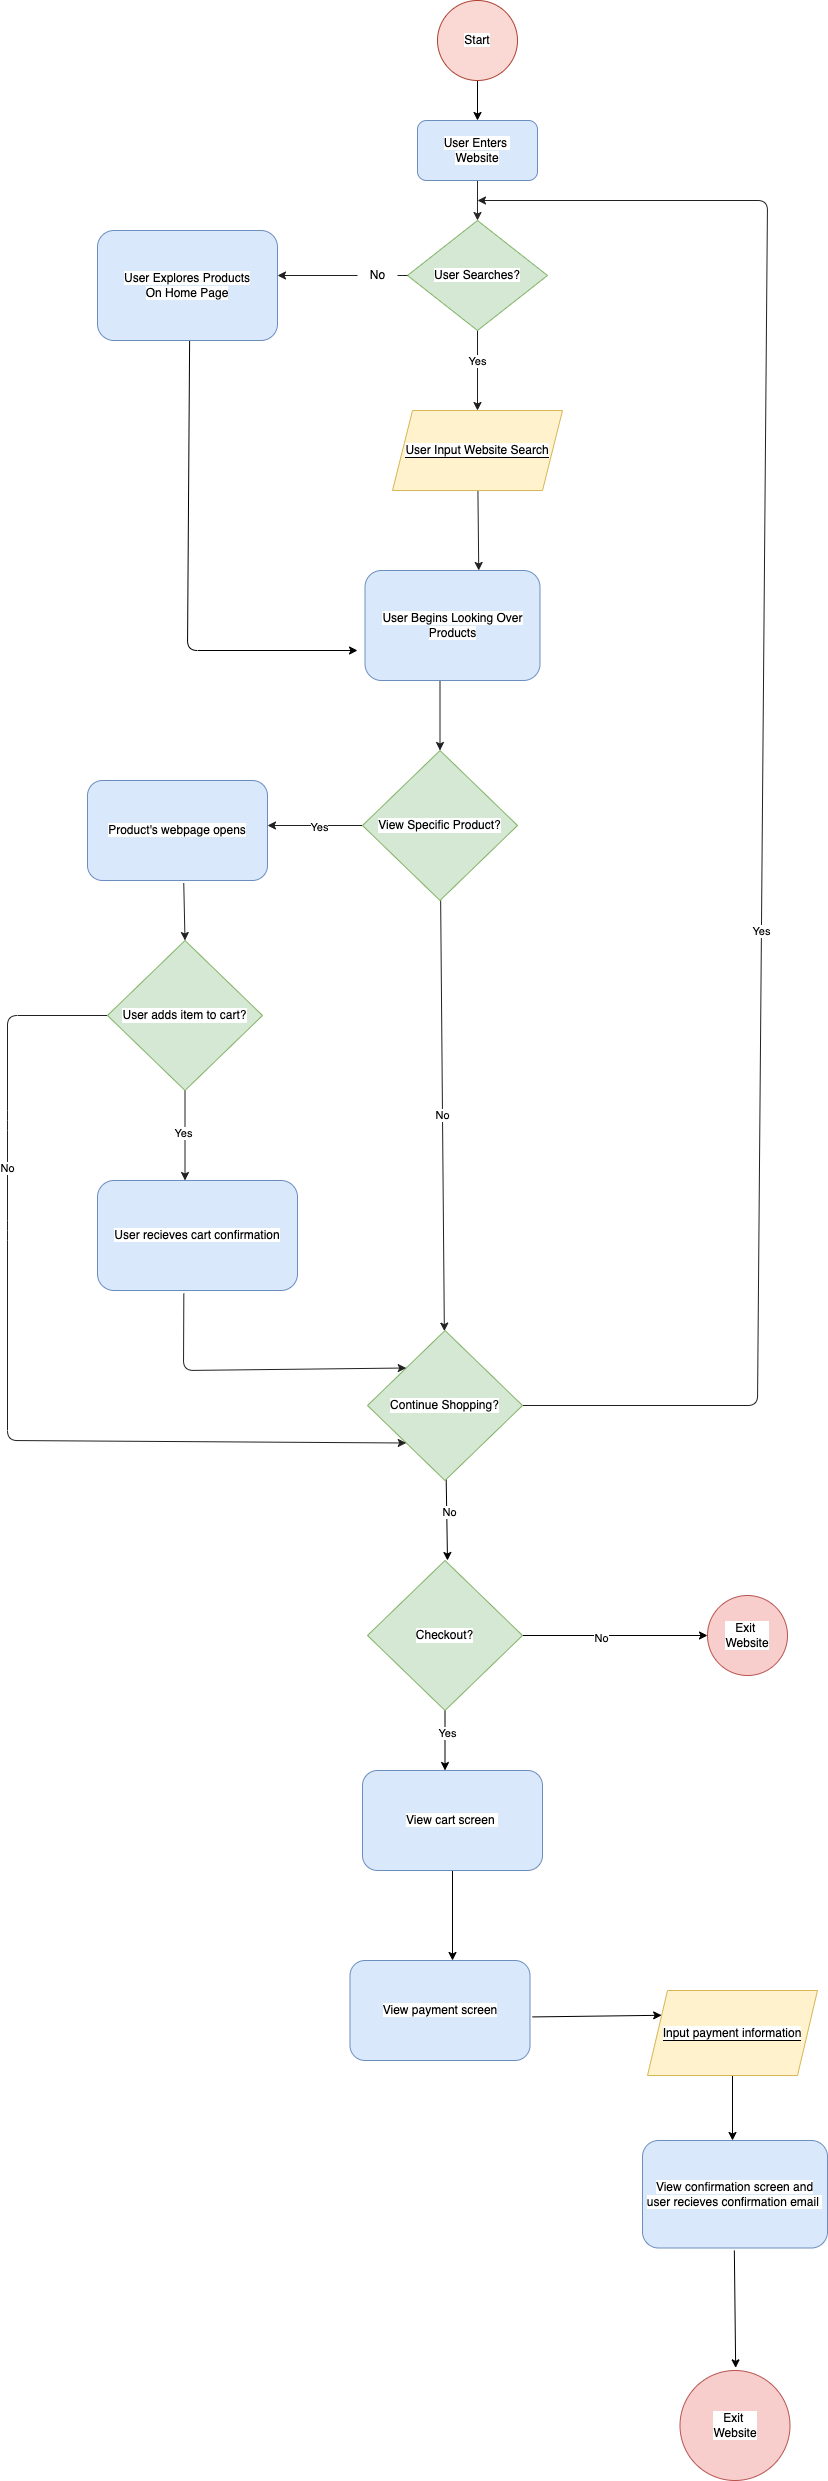 Start
User Enters
Website
User Searches?
No
User Explores Products
On Home Page
Yes
User Input Website Search
User Begins Looking Over
Products
View Specific Product?
Yes
Product's webpage opens
User adds item to cart?
Yes
No
No
Yes
User recieves cart confirmation
Continue Shopping?
No
Checkout?
No
Exit
Website
Yes
View cart screen
View payment screen
Input payment information
View confirmation screen and
user recieves confirmation email
Exit
Website